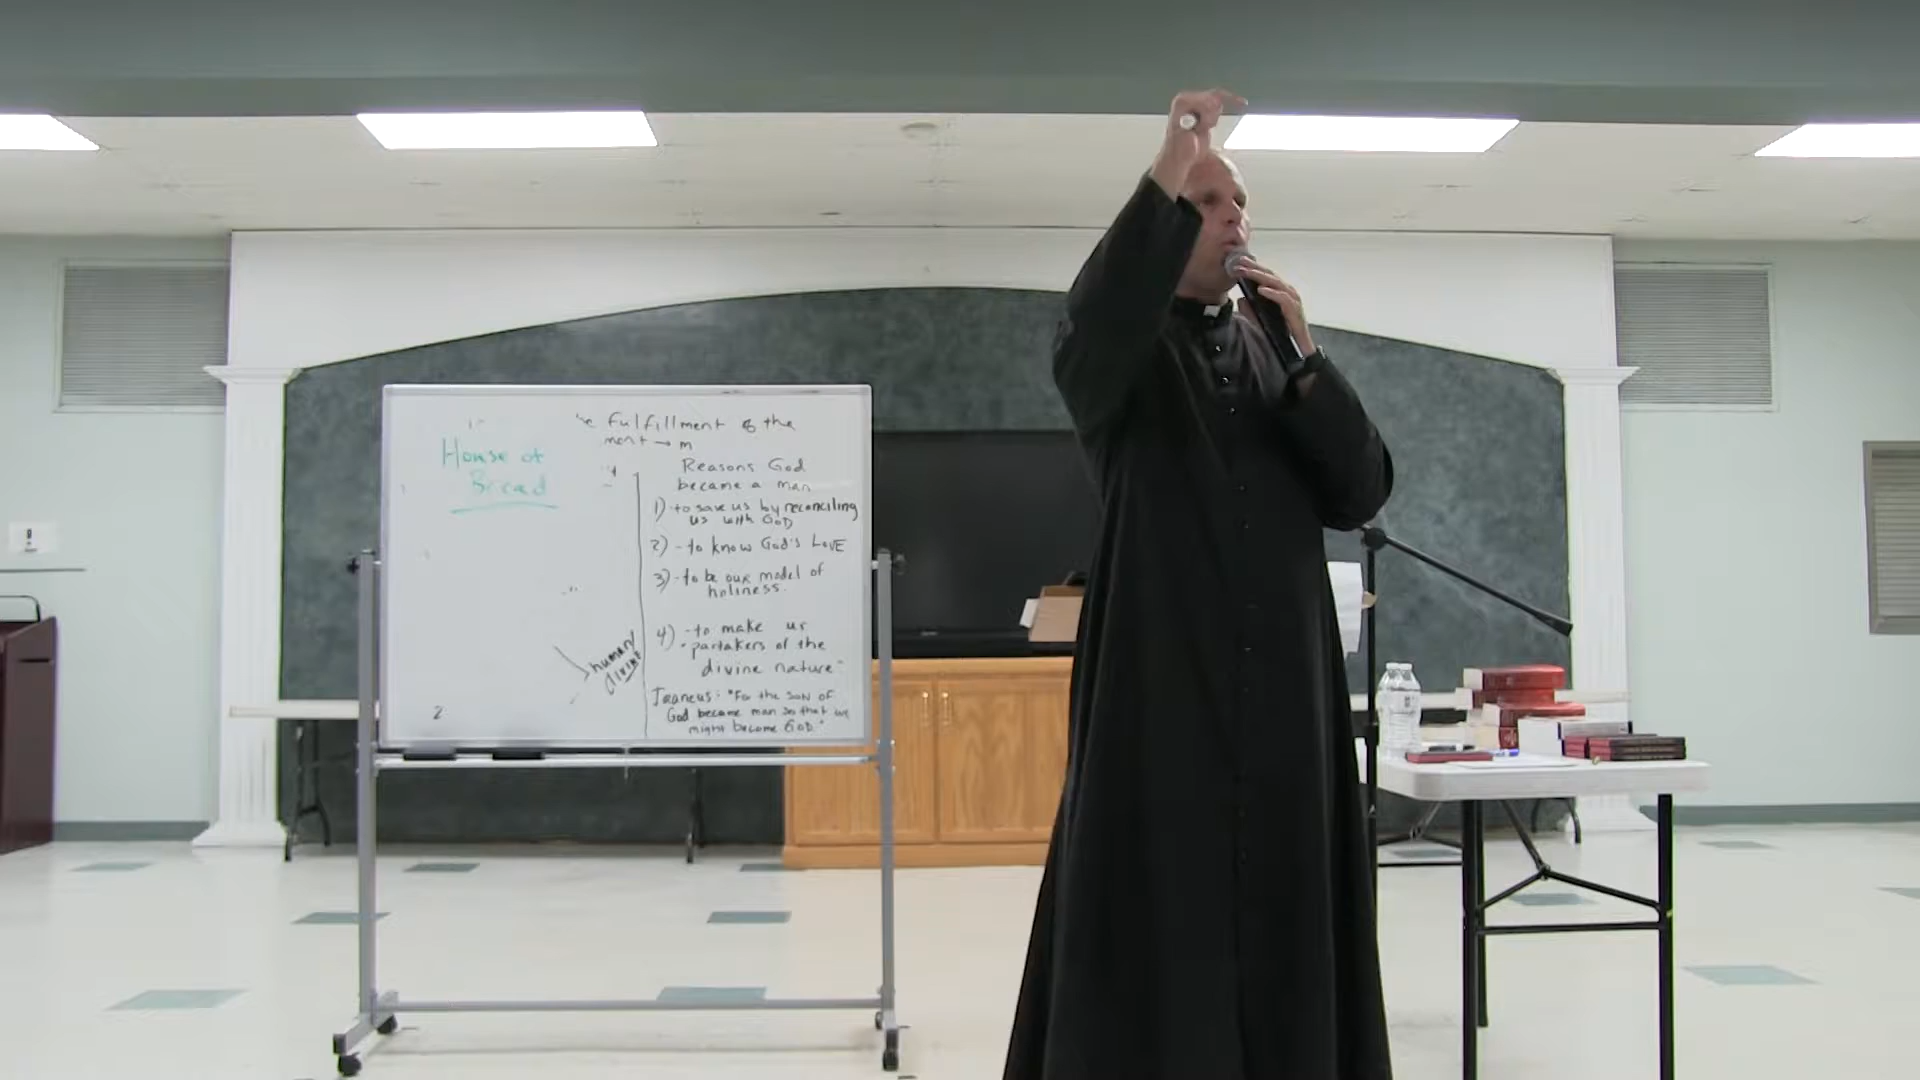 House of
Bread
2
fulfillment of the
ment → m
Reasons God
became a man
1) - to save us by reconciling
us with GOD
2) - to know God's LOVE
3) - to be our model of
holiness.
4) - to make us
"partakers of the
divine nature"
human/
divine
Iraneus: "For the son of
God became man so that we
might become GOD"